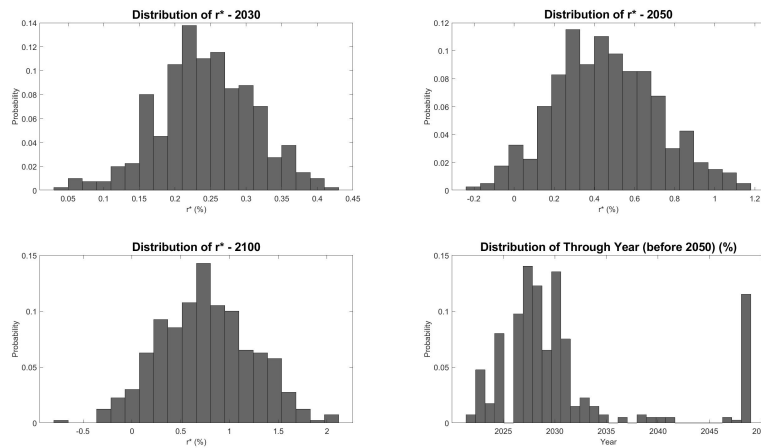 Distribution of r* - 2030
0.14
0.12
0.1
0.08
0.06
0.04
0.02
0
Probability
0.05 0.1 0.15 0.2 0.25 0.3 0.35 0.4 0.45
r* (%)
Distribution of r* - 2050
0.12
0.1
0.08
0.06
0.04
0.02
0
Probability
-0.2 0 0.2 0.4 0.6 0.8 1 1.2
r* (%)
Distribution of r* - 2100
0.15
0.1
0.05
0
Probability
-0.5 0 0.5 1 1.5 2
r* (%)
Distribution of Through Year (before 2050) (%)
0.15
0.1
0.05
0
Probability
2025 2030 2035 2040 2045
Year